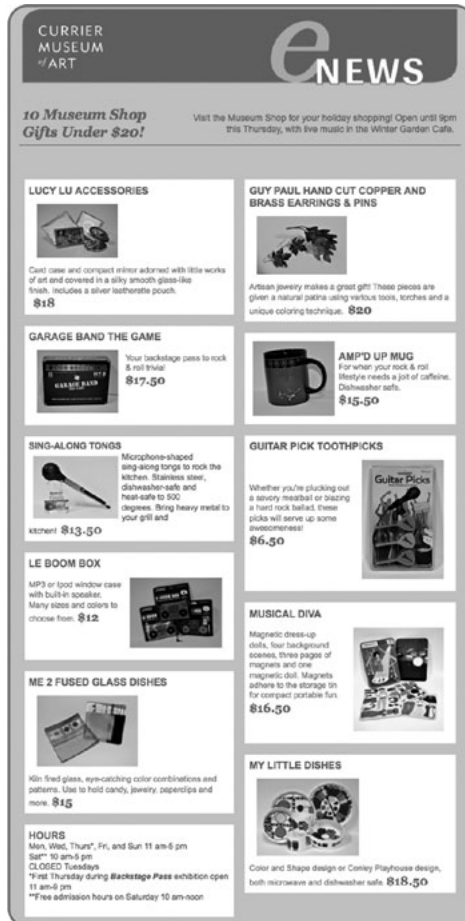 CURRIER
MUSEUM
of ART
eNEWS
10 Museum Shop
Gifts Under $20!
Visit the Museum Shop for your holiday shopping! Open until 9pm
this Thursday, with live music in the Winter Garden Cafe.
LUCY LU ACCESSORIES
Card case and compact mirror adorned with little works
of art and covered in a silky smooth glass-like
finish. Includes a silver leatherette pouch.
$18
GARAGE BAND THE GAME
GARAGE BAND
Your backstage pass to rock
& roll trivia!
$17.50
SING-ALONG TONGS
Microphone-shaped
sing-along tongs to rock the
kitchen. Stainless steel,
dishwasher-safe and
heat-safe to 500
degrees. Bring heavy metal to
your grill and
kitchen! $13.50
LE BOOM BOX
MP3 or Ipod window case
with built-in speaker.
Many sizes and colors to
choose from. $12
ME 2 FUSED GLASS DISHES
Kiln fired glass, eye-catching color combinations and
patterns. Use to hold candy, jewelry, paperclips and
more. $15
HOURS
Mon, Wed, Thurs*, Fri, and Sun 11 am-5 pm
Sat** 10 am-5 pm
CLOSED Tuesdays
*First Thursday during Backstage Pass exhibition open
11 am-8 pm
**Free admission hours on Saturday 10 am-noon
GUY PAUL HAND CUT COPPER AND
BRASS EARRINGS & PINS
Artisan jewelry makes a great gift! These pieces are
given a natural patina using various tools, torches and a
unique coloring technique. $20
AMP'D UP MUG
For when your rock & roll
lifestyle needs a jolt of caffeine.
Dishwasher safe.
$15.50
GUITAR PICK TOOTHPICKS
Whether you're plucking out
a savory meatball or blazing
a hard rock ballad, these
picks will serve up some
awesomeness!
$6.50
Guitar Picks
MUSICAL DIVA
Magnetic dress-up
dolls, four background
scenes, three pages of
magnets and one
magnetic doll. Magnets
adhere to the storage tin
for compact portable fun.
$16.50
MY LITTLE DISHES
Color and Shape design or Conley Playhouse design,
both microwave and dishwasher safe. $18.50